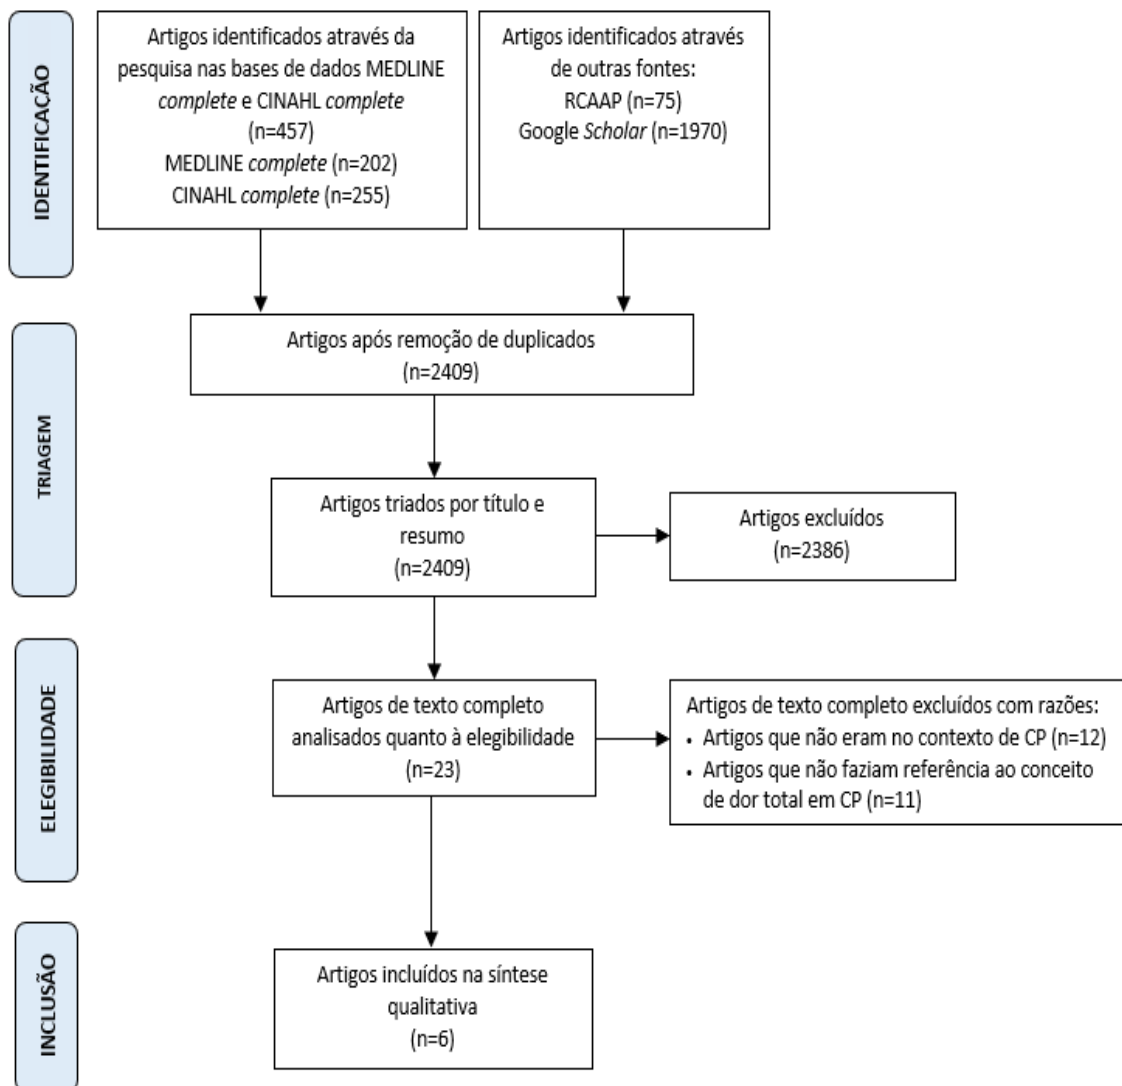 IDENTIFICAÇÃO
Artigos identificados através da
pesquisa nas bases de dados MEDLINE
complete e CINAHL complete
(n=457)
MEDLINE complete (n=202)
CINAHL complete (n=255)
Artigos identificados através
de outras fontes:
RCAAP (n=75)
Google Scholar (n=1970)
TRIAGEM
Artigos após remoção de duplicados
(n=2409)
Artigos triados por título e
resumo
(n=2409)
Artigos excluídos
(n=2386)
ELEGIBILIDADE
Artigos de texto completo
analisados quanto à elegibilidade
(n=23)
Artigos de texto completo excluídos com razões:
• Artigos que não eram no contexto de CP (n=12)
• Artigos que não faziam referência ao conceito
de dor total em CP (n=11)
INCLUSÃO
Artigos incluídos na síntese
qualitativa
(n=6)